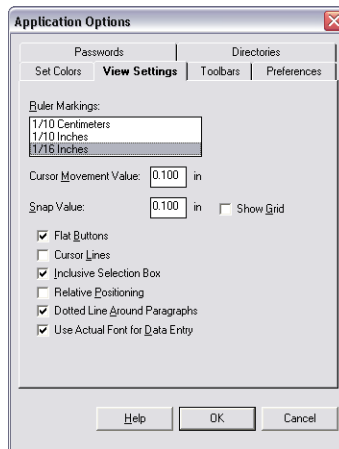 Application Options
Passwords Directories
Set Colors View Settings Toolbars Preferences
Ruler Markings:
1/10 Centimeters
1/10 Inches
1/16 Inches
Cursor Movement Value: 0.100 in
Snap Value: 0.100 in Show Grid
Flat Buttons
Cursor Lines
Inclusive Selection Box
Relative Positioning
Dotted Line Around Paragraphs
Use Actual Font for Data Entry
Help OK Cancel